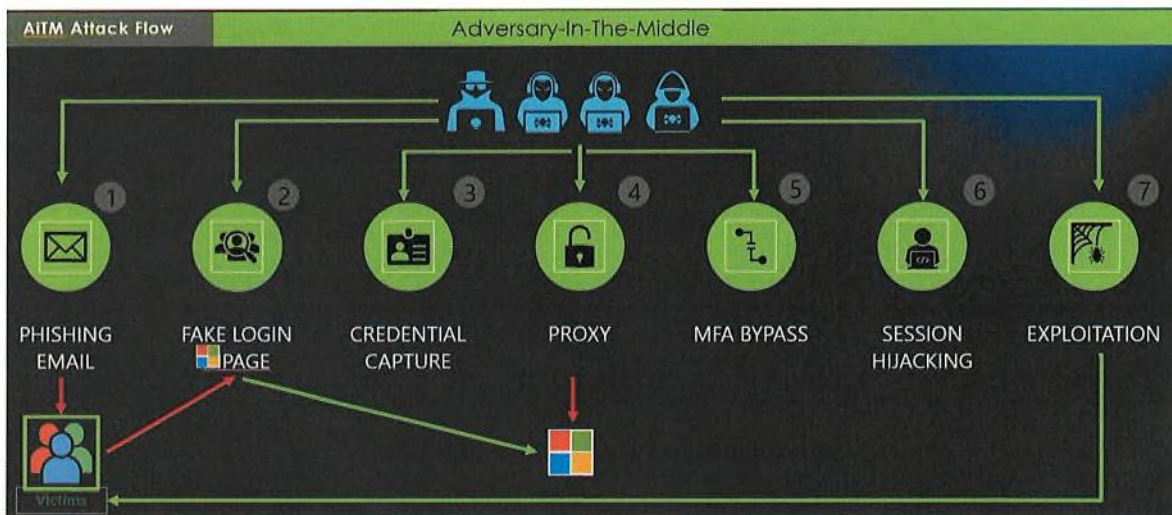 AiTM Attack Flow
Adversary-In-The-Middle
1
2
3
4
5
6
7
PHISHING
EMAIL
FAKE LOGIN
PAGE
CREDENTIAL
CAPTURE
PROXY
MFA BYPASS
SESSION
HIJACKING
EXPLOITATION
Victims